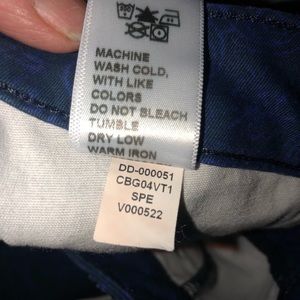 MACHINE
WASH COLD,
WITH LIKE
COLORS
DO NOT BLEACH
TUMBLE
DRY LOW
WARM IRON
DD-000051
CBG04VT1
SPE
V000522